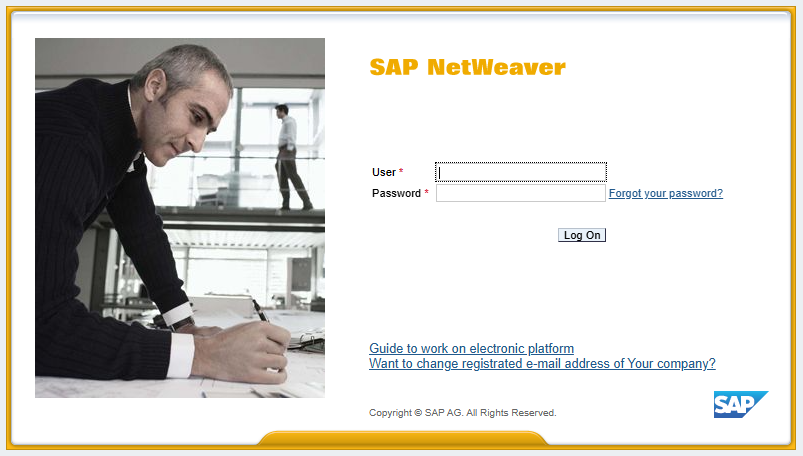 SAP NetWeaver
User *
Password *
Forgot your password?
Log On
Guide to work on electronic platform
Want to change registrated e-mail address of Your company?
Copyright © SAP AG. All Rights Reserved.
SAP